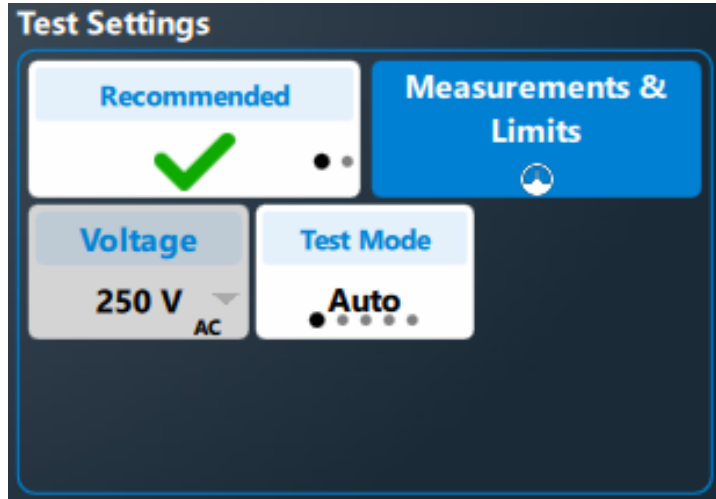 Test Settings
Recommended
Measurements &
Limits
Voltage
250 V
AC
Test Mode
Auto